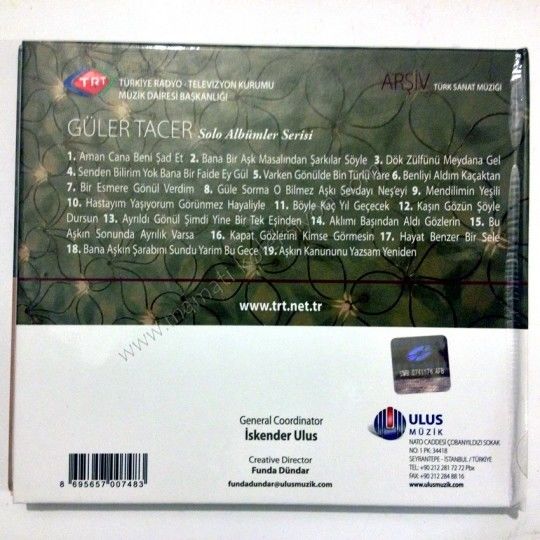 TRT
TÜRKİYE RADYO - TELEVİZYON KURUMU
MÜZİK DAİRESİ BAŞKANLIĞI
ARŞİV TÜRK SANAT MÜZİĞİ
GÜLER TACER Solo Albümler Serisi
1. Aman Cana Beni Şad Et 2. Bana Bir Aşk Masalından Şarkılar Söyle 3. Dök Zülfünü Meydana Gel
4. Senden Bilirim Yok Bana Bir Faide Ey Gül 5. Varken Gönülde Bin Türlü Yare 6. Benliyi Aldım Kaçaktan
7. Bir Esmere Gönül Verdim 8. Güle Sorma O Bilmez Aşkı Sevdayı Neş'eyi 9. Mendilimin Yeşili
10. Hastayım Yaşıyorum Görünmez Hayaliyle 11. Böyle Kaç Yıl Geçecek 12. Kaşın Gözün Şöyle
Dursun 13. Ayrıldı Gönül Şimdi Yine Bir Tek Eşinden 14. Aklımı Başından Aldı Gözlerin 15. Bu
Aşkın Sonunda Ayrılık Varsa 16. Kapat Gözlerini Kimse Görmesin 17. Hayat Benzer Bir Sele
18. Bana Aşkın Şarabını Sundu Yarim Bu Gece 19. Aşkın Kanununu Yazsam Yeniden
www.trt.net.tr
General Coordinator
İskender Ulus
Creative Director
Funda Dündar
fundadundar@ulusmuzik.com
8 695657 007483
ULUS
MÜZİK
NATO CADDESİ ÇOBANYILDIZI SOKAK
NO: 1 PK: 34418
SEYRANTEPE - İSTANBUL / TÜRKİYE
TEL: +90 212 281 72 72 Pbx
FAX: +90 212 284 88 16
www.ulusmuzik.com